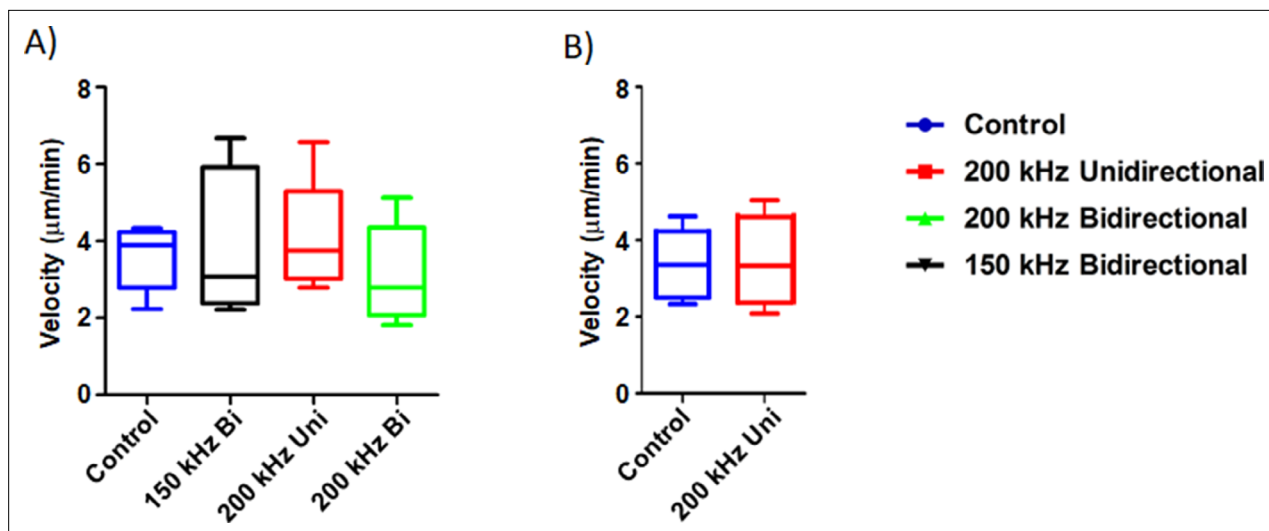 A)
Velocity (µm/min)
8
6
4
2
0
Control
150 kHz Bi
200 kHz Uni
200 kHz Bi
B)
Velocity (µm/min)
8
6
4
2
0
Control
200 kHz Uni
Control
200 kHz Unidirectional
200 kHz Bidirectional
150 kHz Bidirectional